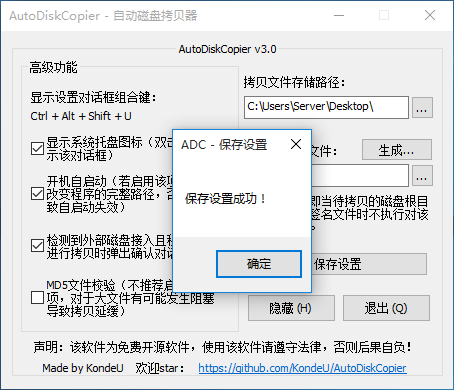 AutoDiskCopier - 自动磁盘拷贝器
AutoDiskCopier v3.0
高级功能
显示设置对话框组合键：
Ctrl + Alt + Shift + U
显示系统托盘图标（双击
示该对话框）
开机自启动（若启用该项
改变程序的完整路径，否
致自启动失效）
检测到外部磁盘接入且科
进行拷贝时弹出确认对话
MD5文件校验（不推荐启
项，对于大文件有可能发生阻塞
导致拷贝延缓）
拷贝文件存储路径：
C:\Users\Server\Desktop\
...
文件：
生成...
...
即当待拷贝的磁盘根目
签名文件时不执行对该
保存设置
隐藏 (H)
退出 (Q)
ADC - 保存设置
保存设置成功！
确定
声明：该软件为免费开源软件，使用该软件请遵守法律，否则后果自负！
Made by KondeU
欢迎star：
https://github.com/KondeU/AutoDiskCopier